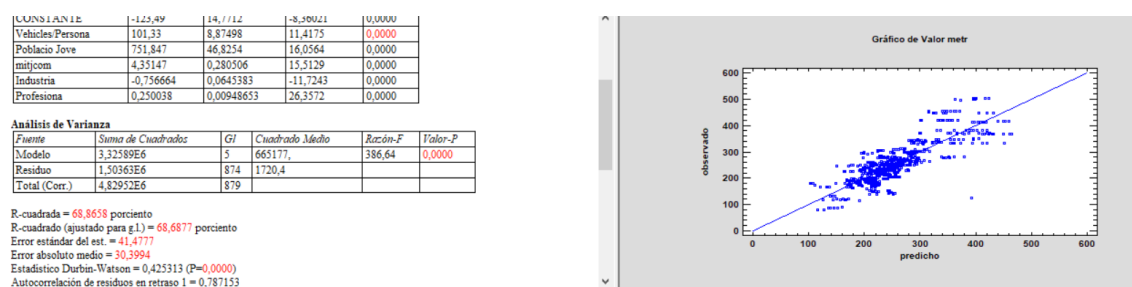 CONSTANTE -123,49 14,7712 -8,36021 0,0000
Vehicles/Persona 101,33 8,87498 11,4175 0,0000
Poblacio Jove 751,847 46,8254 16,0564 0,0000
mitjcom 4,35147 0,280506 15,5129 0,0000
Industria -0,756664 0,0645383 -11,7243 0,0000
Profesiona 0,250038 0,00948653 26,3572 0,0000
Análisis de Varianza
Fuente Suma de Cuadrados Gl Cuadrado Medio Razón-F Valor-P
Modelo 3,32589E6 5 665177, 386,64 0,0000
Residuo 1,50363E6 874 1720,4
Total (Corr.) 4,82952E6 879
R-cuadrada = 68,8658 porciento
R-cuadrado (ajustado para g.l.) = 68,6877 porciento
Error estándar del est. = 41,4777
Error absoluto medio = 30,3994
Estadístico Durbin-Watson = 0,425313 (P=0,0000)
Autocorrelación de residuos en retraso 1 = 0,787153
Gráfico de Valor metr
observado
600
500
400
300
200
100
0
0 100 200 300 400 500 600
predicho